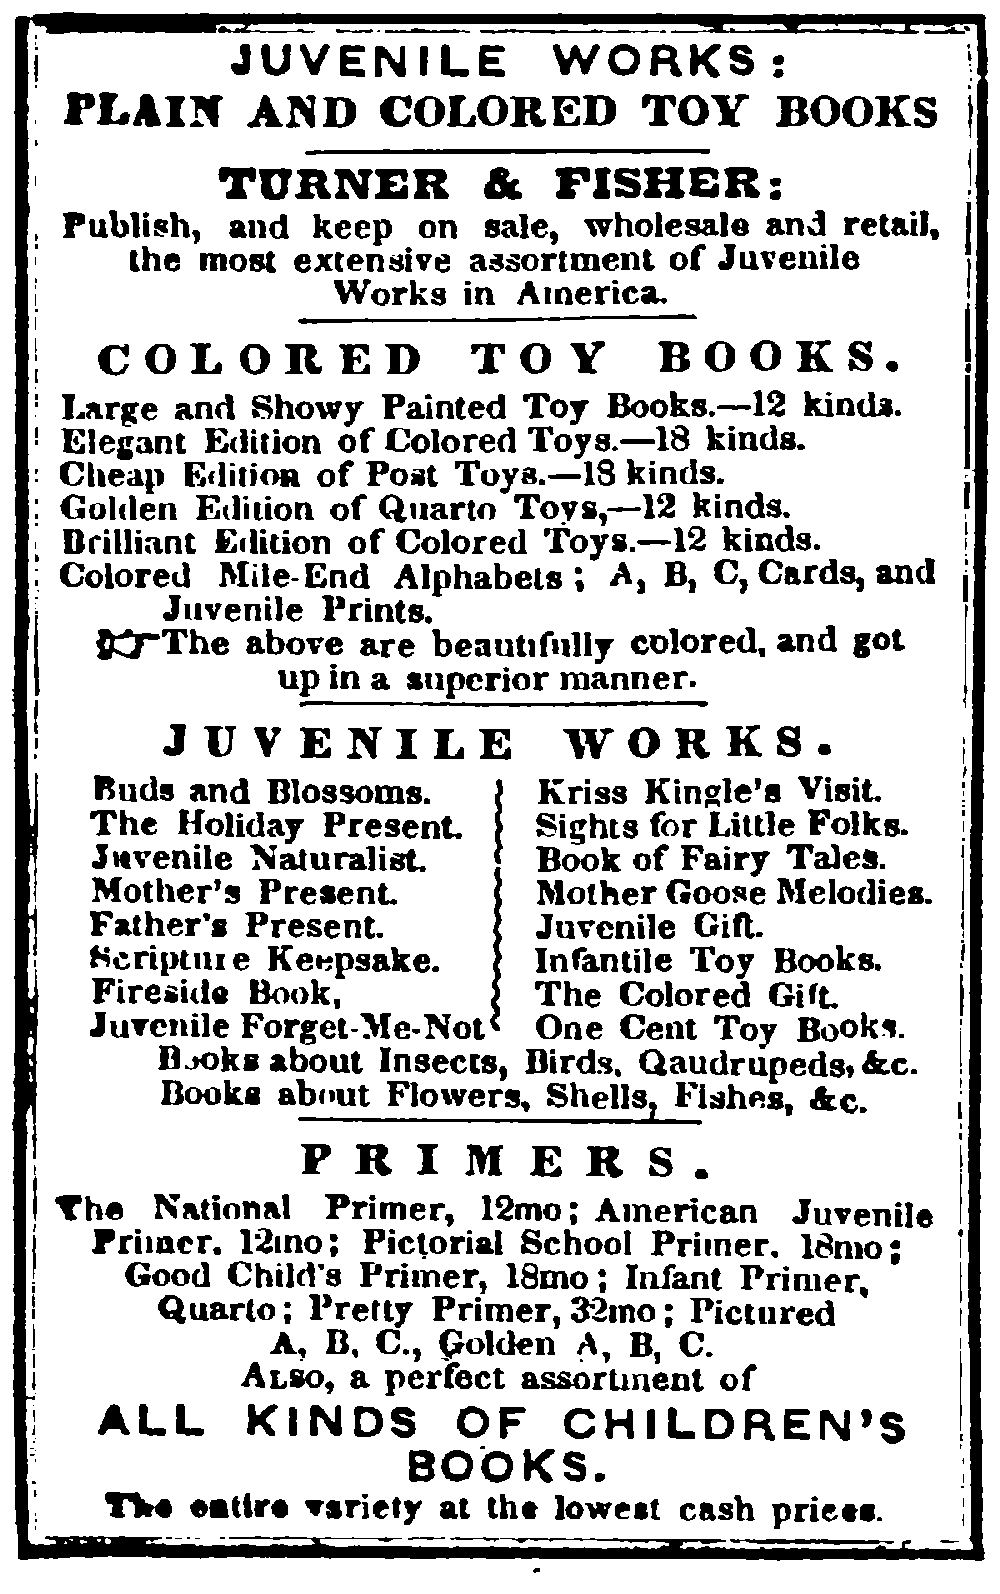 JUVENILE WORKS:
PLAIN AND COLORED TOY BOOKS
TURNER & FISHER:
Publish, and keep on sale, wholesale and retail,
the most extensive assortment of Juvenile
Works in America.
COLORED TOY BOOKS.
Large and Showy Painted Toy Books.—12 kinds.
Elegant Edition of Colored Toys.—18 kinds.
Cheap Edition of Post Toys.—18 kinds.
Golden Edition of Quarto Toys,—12 kinds.
Brilliant Edition of Colored Toys.—12 kinds.
Colored Mile-End Alphabets; A, B, C, Cards, and
Juvenile Prints.
☞The above are beautifully colored, and got
up in a superior manner.
JUVENILE WORKS.
Buds and Blossoms.
The Holiday Present.
Juvenile Naturalist.
Mother's Present.
Father's Present.
Scripture Keepsake.
Fireside Book,
Juvenile Forget-Me-Not
Kriss Kingle's Visit.
Sights for Little Folks.
Book of Fairy Tales.
Mother Goose Melodies.
Juvenile Gift.
Infantile Toy Books.
The Colored Gift.
One Cent Toy Books.
Books about Insects, Birds, Qaudrupeds, &c.
Books about Flowers, Shells, Fishes, &c.
PRIMERS.
The National Primer, 12mo; American Juvenile
Primer. 12mo; Pictorial School Primer. 18mo;
Good Child's Primer, 18mo; Infant Primer,
Quarto; Pretty Primer, 32mo; Pictured
A, B, C., Golden A, B, C.
ALSO, a perfect assortment of
ALL KINDS OF CHILDREN'S
BOOKS.
The entire variety at the lowest cash prices.